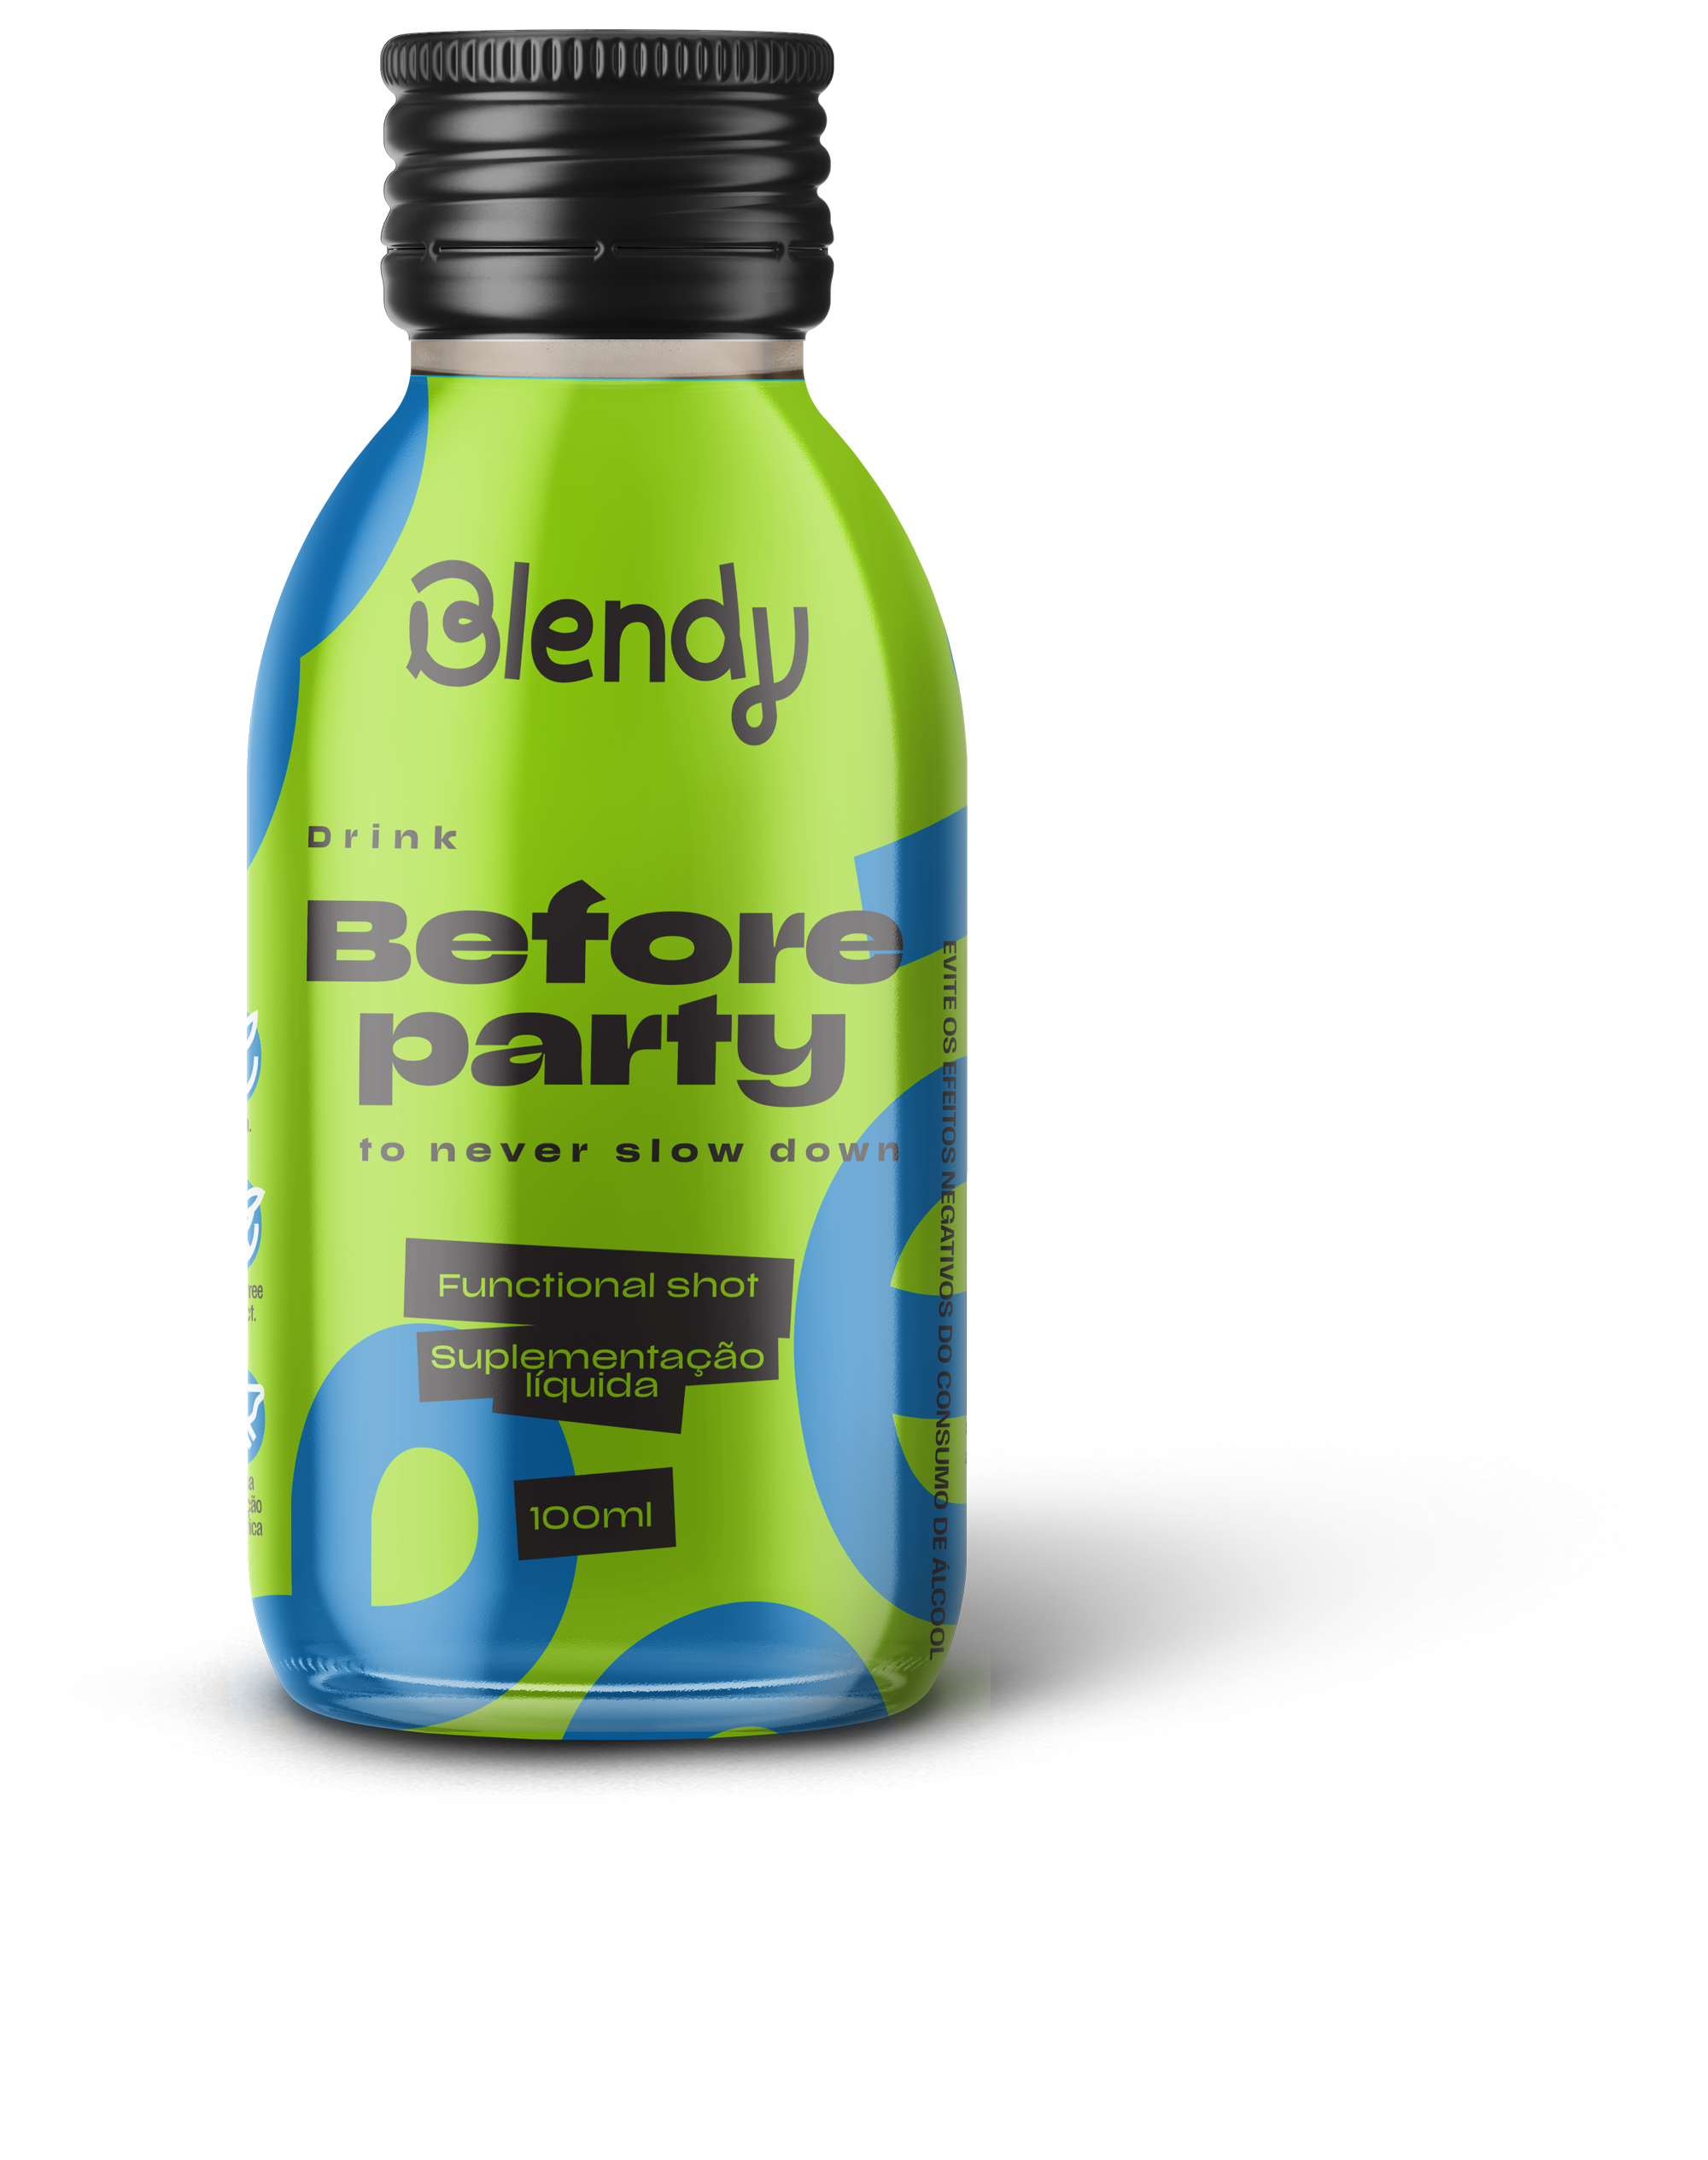 Blendy
Drink
Before
party
to never slow down
Functional shot
Suplementação
líquida
100ml
EVITE OS EFEITOS NEGATIVOS DO CONSUMO DE ÁLCOOL